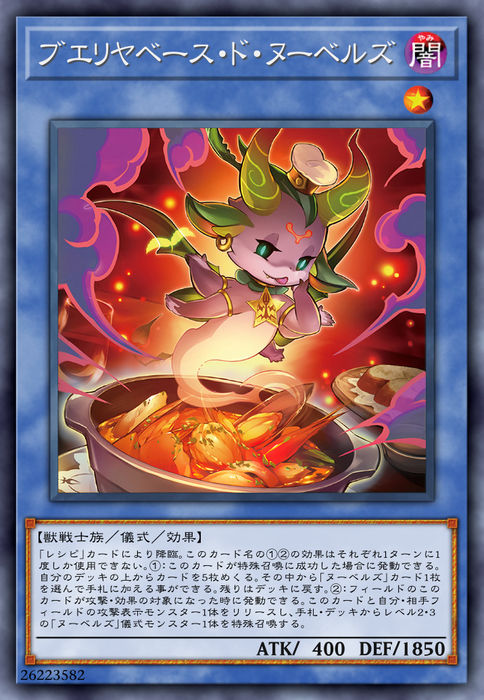 ブエリヤベース・ド・ヌーベルズ
やみ
闇
【獣戦士族/儀式/効果】
「レシピ」カードにより降臨。このカード名の①②の効果はそれぞれ1ターンに1
度しか使用できない。①:このカードが特殊召喚に成功した場合に発動できる。
自分のデッキの上からカードを5枚めくる。その中から「ヌーベルズ」カード1枚
を選んで手札に加える事ができる。残りはデッキに戻す。②:フィールドのこの
カードが攻撃・効果の対象になった時に発動できる。このカードと自分・相手フ
ィールドの攻撃表示モンスター1体をリリースし、手札・デッキからレベル2・3
の「ヌーベルズ」儀式モンスター1体を特殊召喚する。
ATK/ 400 DEF/1850
26223582